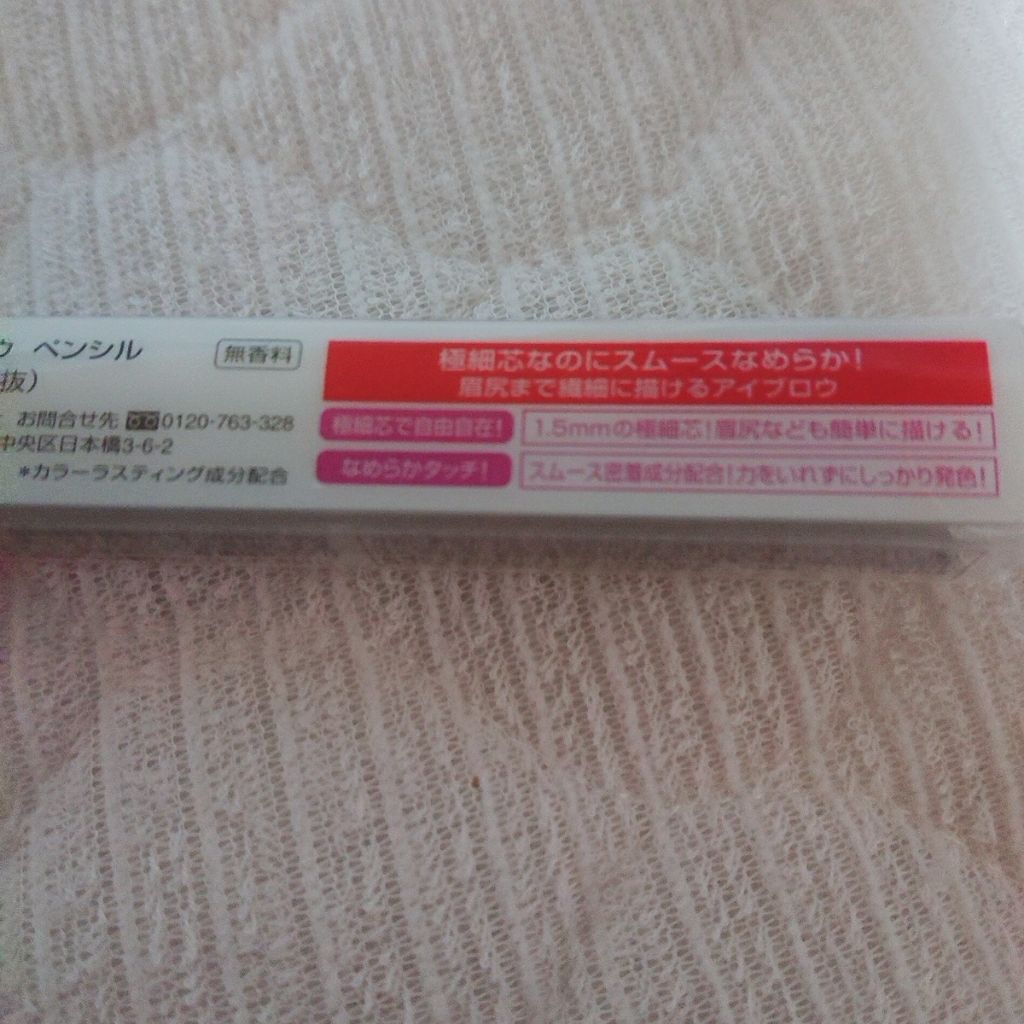 ウ ペンシル
無香料
抜）
お問合せ先 0120-763-328
中央区日本橋3-6-2
*カラーラスティング成分配合
極細芯なのにスムースなめらか!
眉尻まで繊細に描けるアイブロウ
極細芯で自由自在!
1.5mmの極細芯!眉尻なども簡単に描ける!
なめらかタッチ!
スムース密着成分配合!力をいれずにしっかり発色!